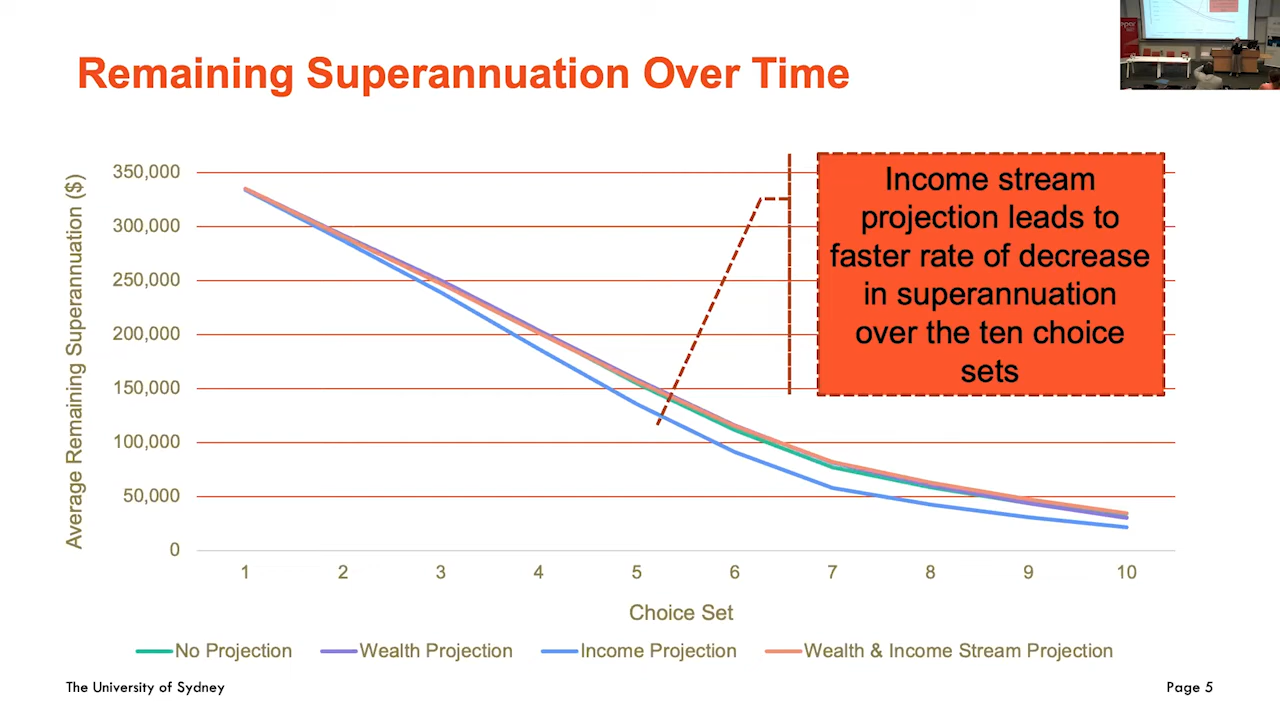 Remaining Superannuation Over Time
Average Remaining Superannuation ($)
350,000
300,000
250,000
200,000
150,000
100,000
50,000
0
Income stream
projection leads to
faster rate of decrease
in superannuation
over the ten choice
sets
1 2 3 4 5 6 7 8 9 10
Choice Set
No Projection Wealth Projection Income Projection Wealth & Income Stream Projection
The University of Sydney
Page 5